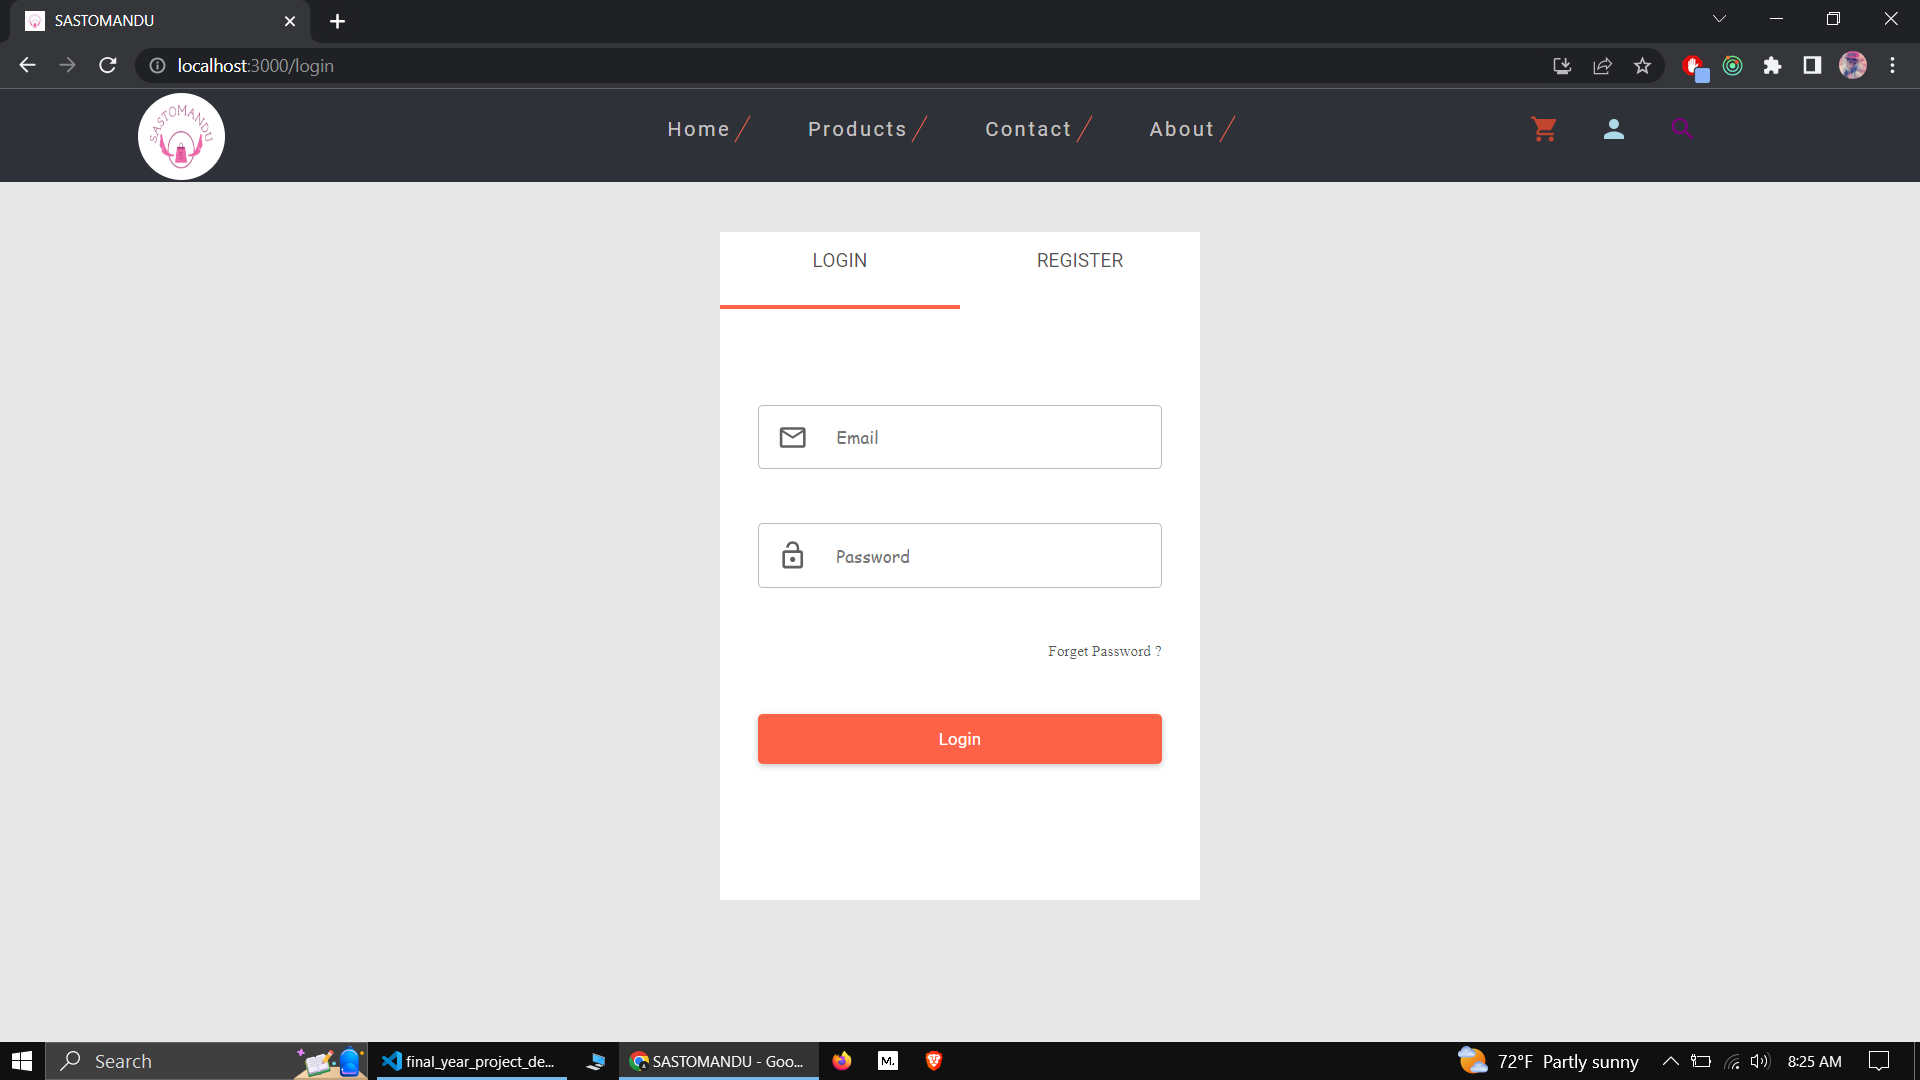 SASTOMANDU
localhost:3000/login
SASTOMANDU
Home
Products
Contact
About
LOGIN
REGISTER
Email
Password
Forget Password ?
Login
Search
final_year_project_de...
SASTOMANDU - Goo...
M.
72°F Partly sunny
8:25 AM